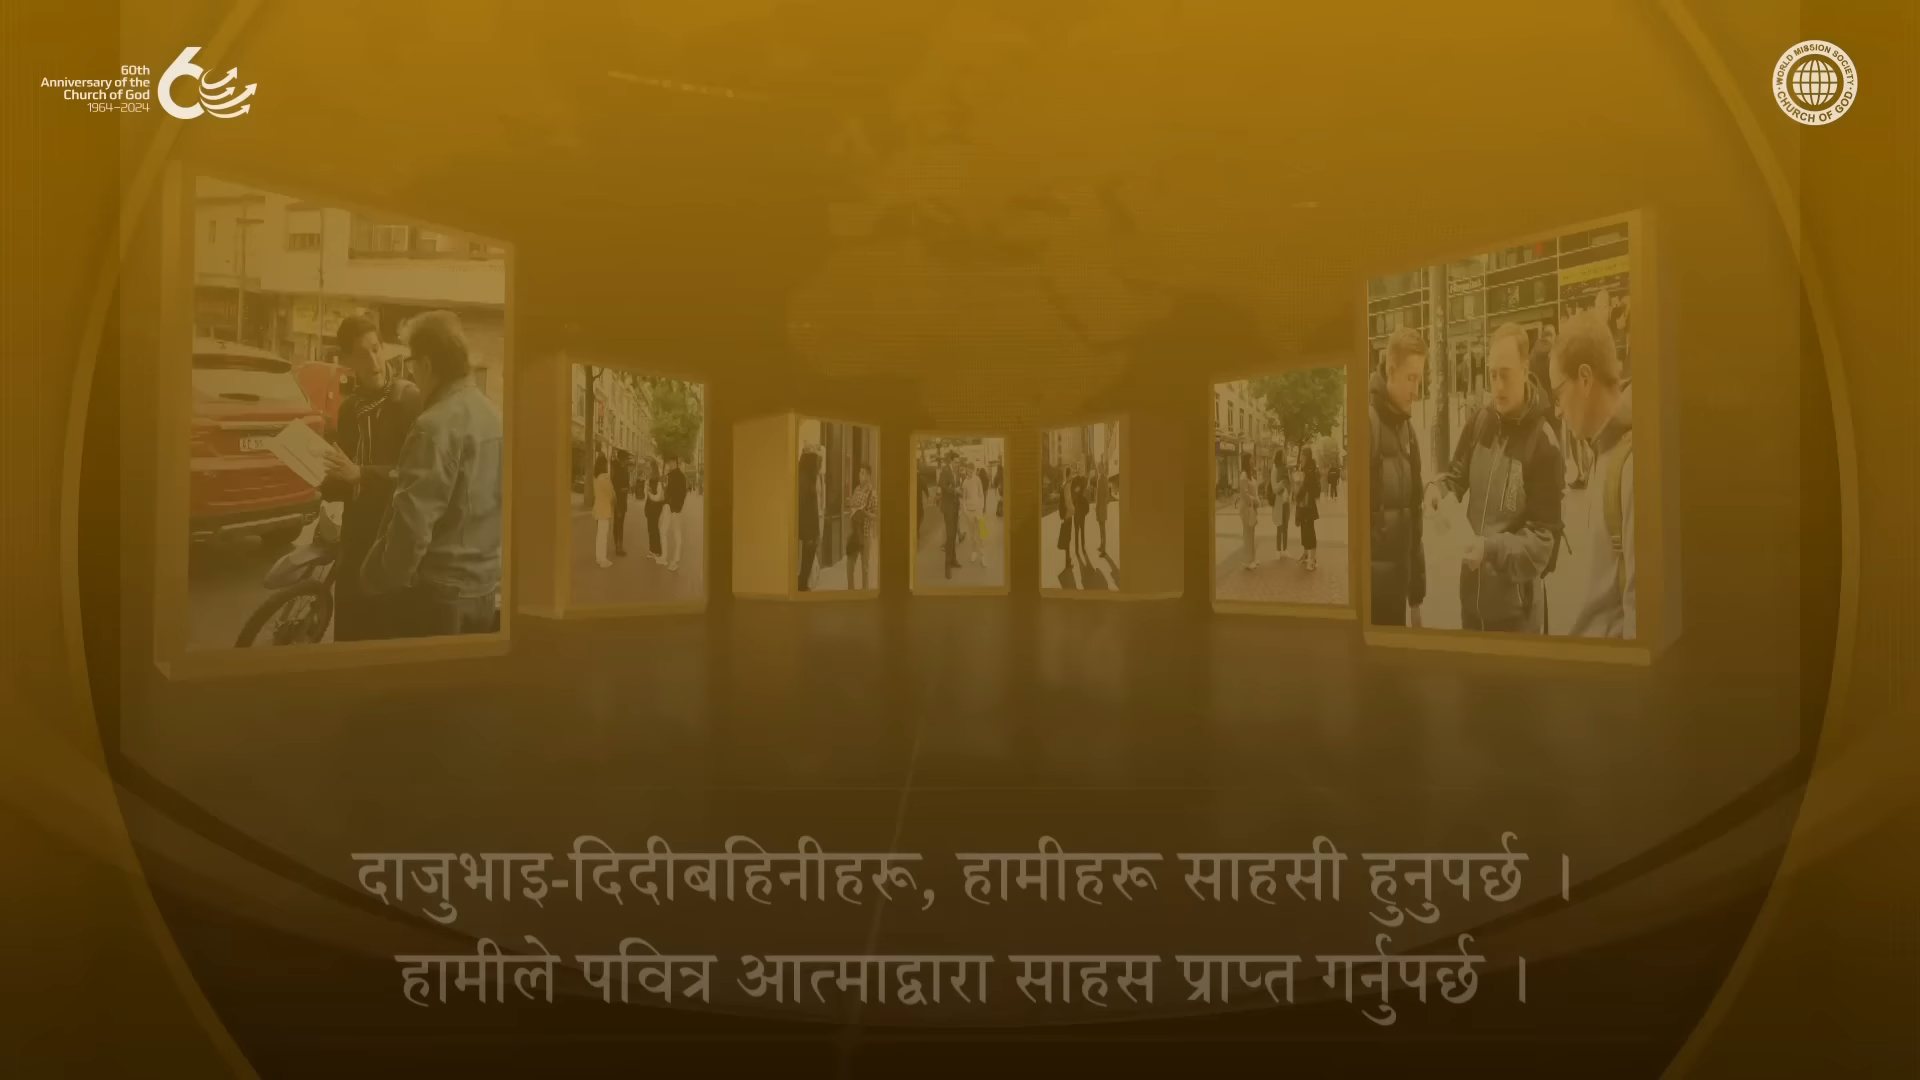 60th
Anniversary of the
Church of God
1964–2024
WORLD MISSION SOCIETY
CHURCH OF GOD
दाजुभाइ-दिदीबहिनीहरू, हामीहरू साहसी हुनुपर्छ ।
हामीले पवित्र आत्माद्वारा साहस प्राप्त गर्नुपर्छ ।